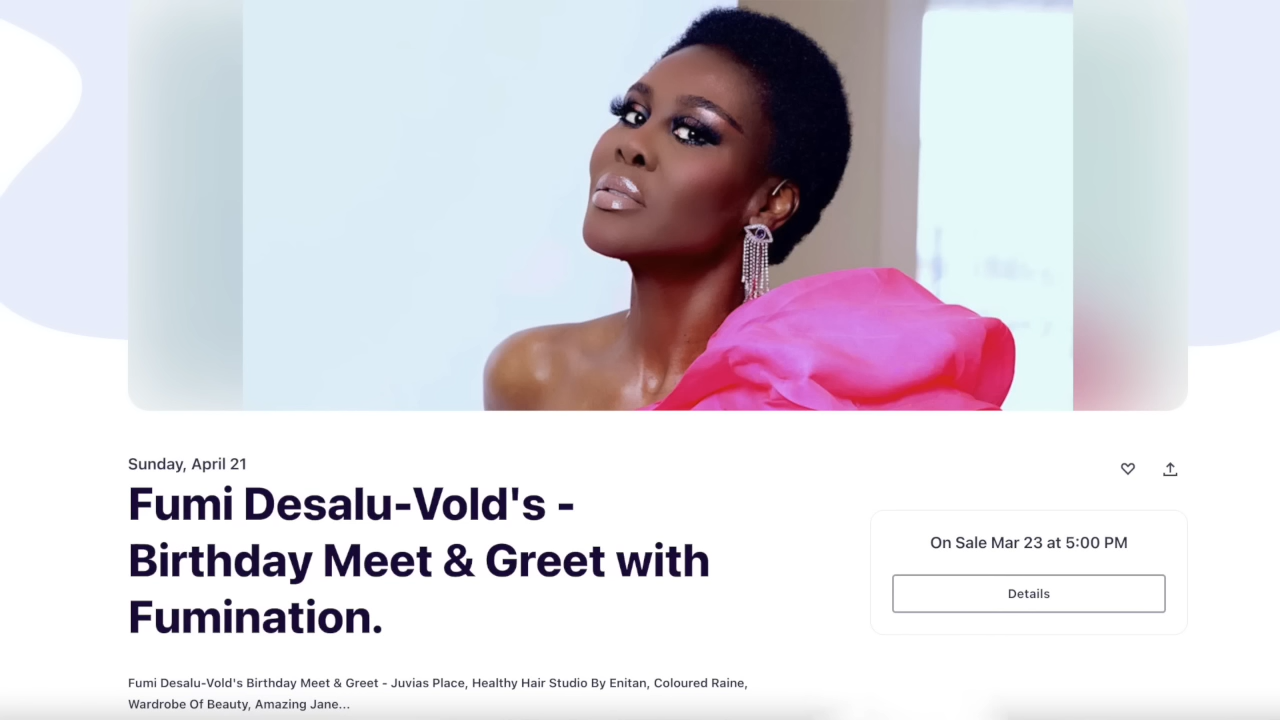 Sunday, April 21
Fumi Desalu-Vold's -
Birthday Meet & Greet with
Fumination.
On Sale Mar 23 at 5:00 PM
Details
Fumi Desalu-Vold's Birthday Meet & Greet - Juvias Place, Healthy Hair Studio By Enitan, Coloured Raine,
Wardrobe Of Beauty, Amazing Jane...